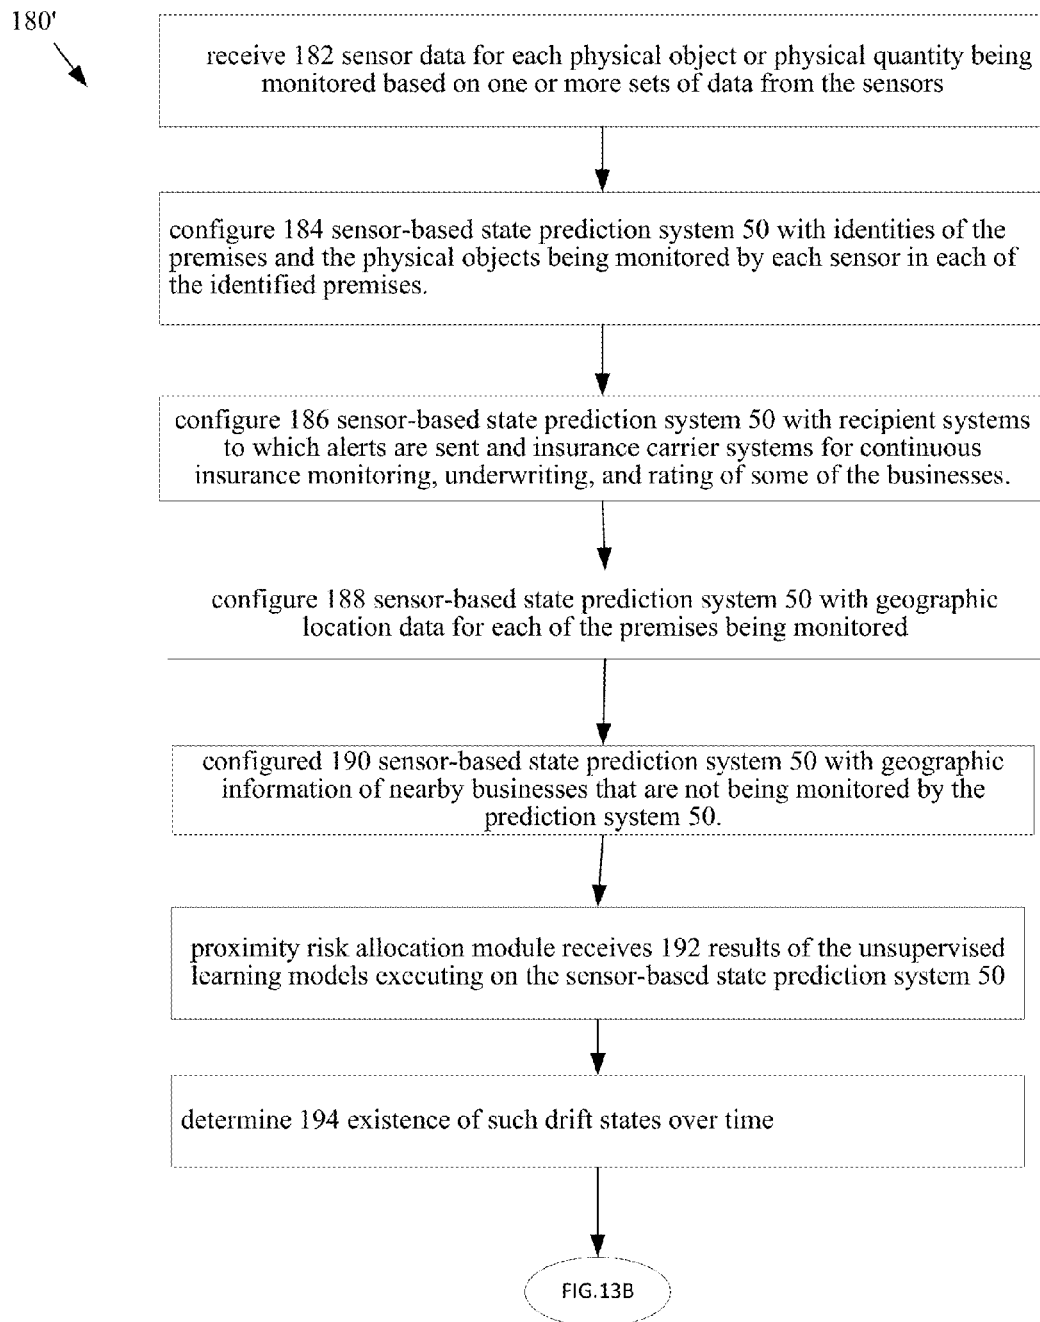 180'
receive 182 sensor data for each physical object or physical quantity being
monitored based on one or more sets of data from the sensors
configure 184 sensor-based state prediction system 50 with identities of the
premises and the physical objects being monitored by each sensor in each of
the identified premises.
configure 186 sensor-based state prediction system 50 with recipient systems
to which alerts are sent and insurance carrier systems for continuous
insurance monitoring, underwriting, and rating of some of the businesses.
configure 188 sensor-based state prediction system 50 with geographic
location data for each of the premises being monitored
configured 190 sensor-based state prediction system 50 with geographic
information of nearby businesses that are not being monitored by the
prediction system 50.
proximity risk allocation module receives 192 results of the unsupervised
learning models executing on the sensor-based state prediction system 50
determine 194 existence of such drift states over time
FIG.13B